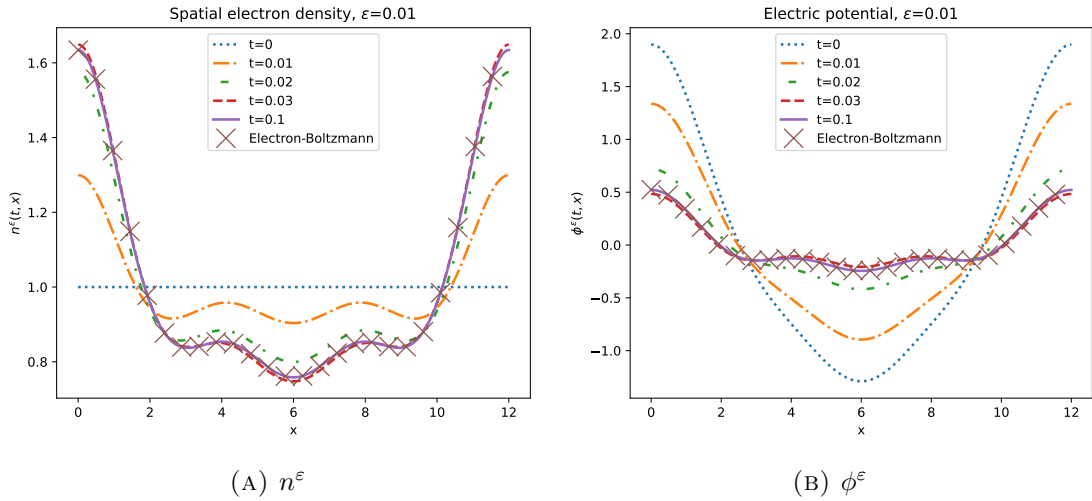 Spatial electron density, ε=0.01
n^ε(t, x)
1.6
1.4
1.2
1.0
0.8
0 2 4 6 8 10 12
x
t=0
t=0.01
t=0.02
t=0.03
t=0.1
Electron-Boltzmann
(A) n^ε
Electric potential, ε=0.01
ϕ^ε(t, x)
2.0
1.5
1.0
0.5
0.0
−0.5
−1.0
0 2 4 6 8 10 12
x
t=0
t=0.01
t=0.02
t=0.03
t=0.1
Electron-Boltzmann
(B) ϕ^ε